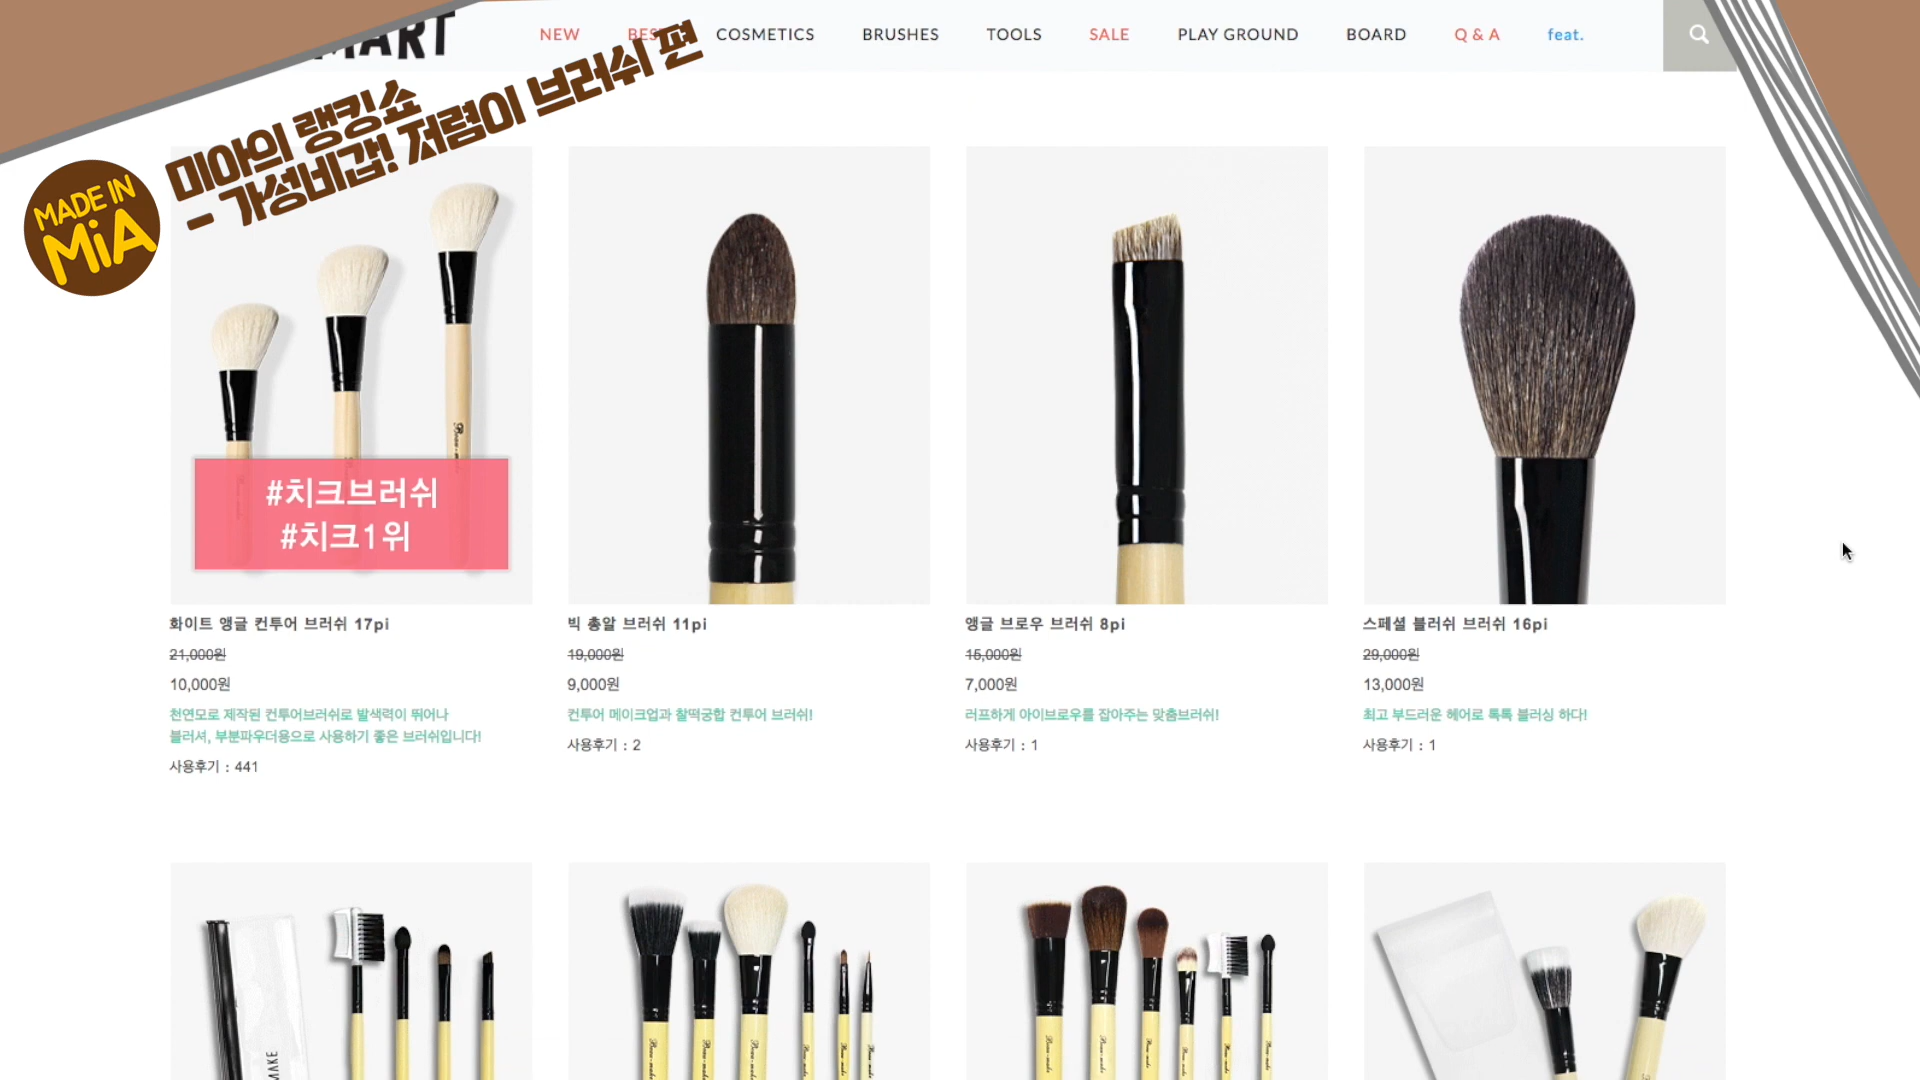 MART
NEW BEST COSMETICS BRUSHES TOOLS SALE PLAY GROUND BOARD Q & A feat.
미아의 랭킹쇼
- 가성비갑! 저렴이 브러쉬 편
MADE IN
MiA
#치크브러쉬
#치크1위
화이트 앵글 컨투어 브러쉬 17pi
21,000원
10,000원
천연모로 제작된 컨투어브러쉬로 발색력이 뛰어나
블러셔, 부분파우더용으로 사용하기 좋은 브러쉬입니다!
사용후기 : 441
빅 총알 브러쉬 11pi
19,000원
9,000원
컨투어 메이크업과 찰떡궁합 컨투어 브러쉬!
사용후기 : 2
앵글 브로우 브러쉬 8pi
15,000원
7,000원
러프하게 아이브로우를 잡아주는 맞춤브러쉬!
사용후기 : 1
스페셜 블러쉬 브러쉬 16pi
29,000원
13,000원
최고 부드러운 헤어로 톡톡 블러싱 하다!
사용후기 : 1
MAKE